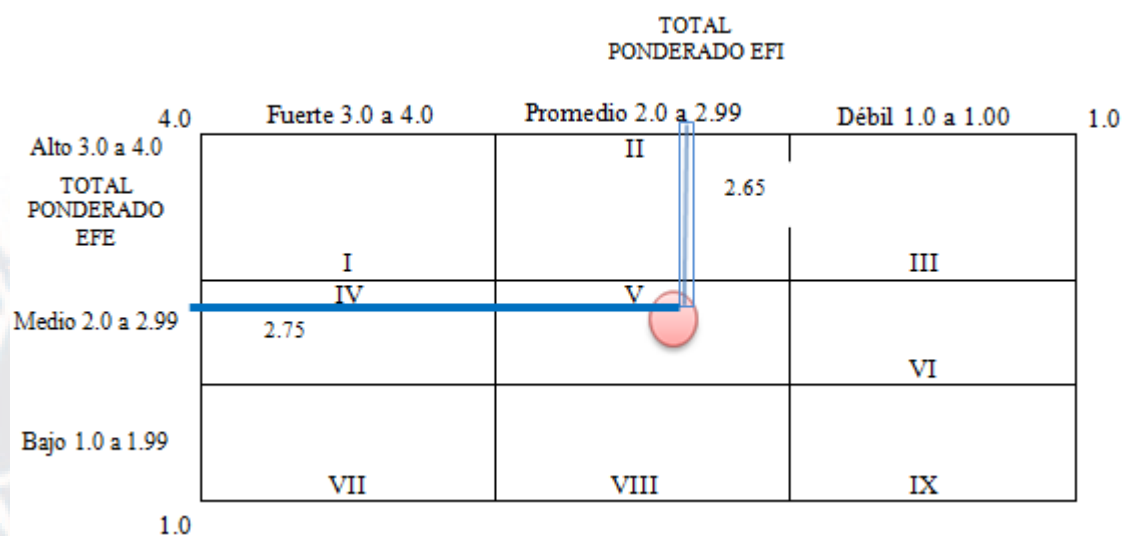 TOTAL
PONDERADO EFI
4.0
Fuerte 3.0 a 4.0
Promedio 2.0 a 2.99
Débil 1.0 a 1.00
1.0
Alto 3.0 a 4.0
TOTAL
PONDERADO
EFE
II
2.65
I
III
IV
V
Medio 2.0 a 2.99
2.75
VI
Bajo 1.0 a 1.99
VII
VIII
IX
1.0